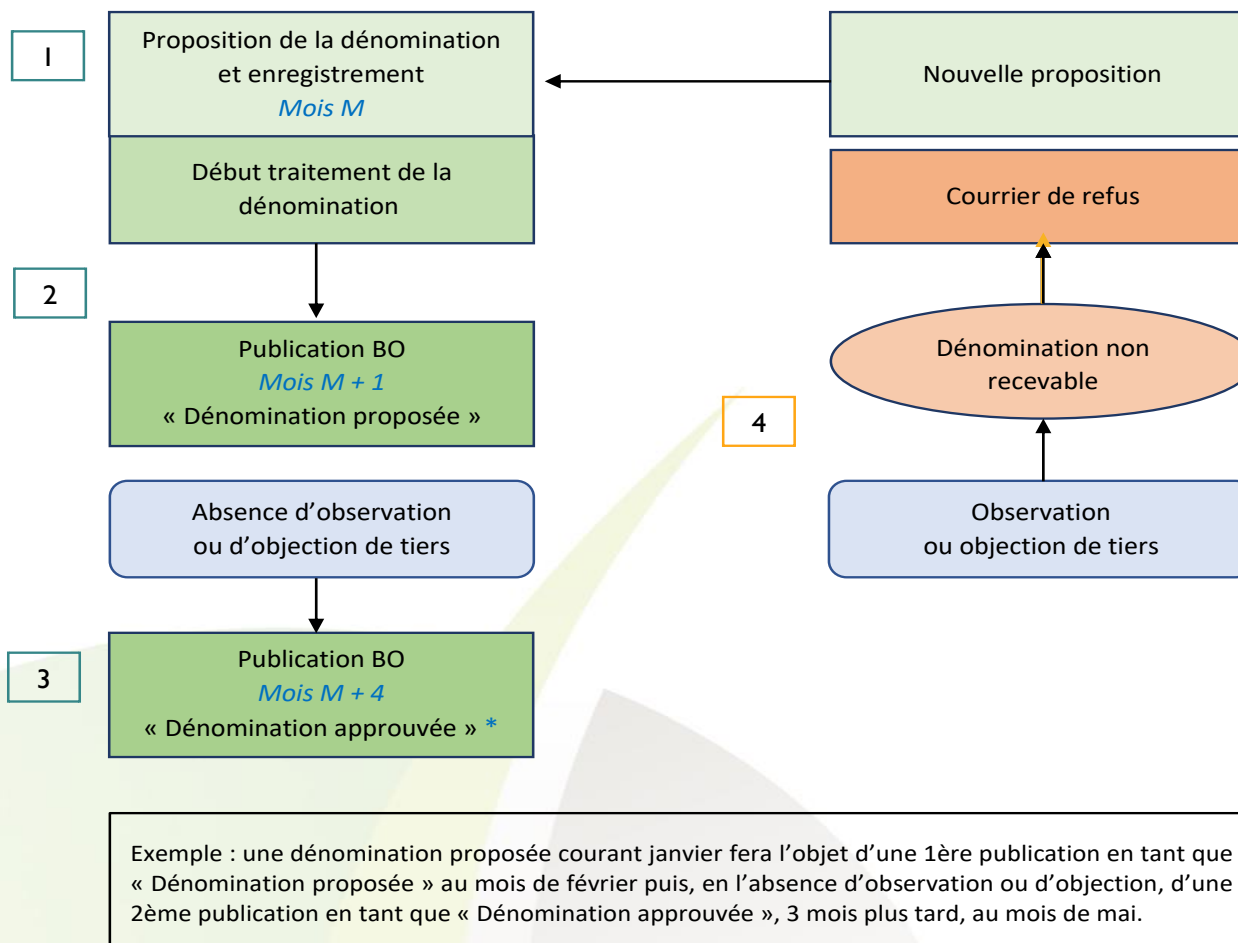 1
Proposition de la dénomination
et enregistrement
Mois M
Nouvelle proposition
Début traitement de la
dénomination
Courrier de refus
2
Publication BO
Mois M + 1
« Dénomination proposée »
Dénomination non
recevable
4
Absence d’observation
ou d’objection de tiers
Observation
ou objection de tiers
3
Publication BO
Mois M + 4
« Dénomination approuvée » *
Exemple : une dénomination proposée courant janvier fera l’objet d’une 1ère publication en tant que
« Dénomination proposée » au mois de février puis, en l’absence d’observation ou d’objection, d’une
2ème publication en tant que « Dénomination approuvée », 3 mois plus tard, au mois de mai.